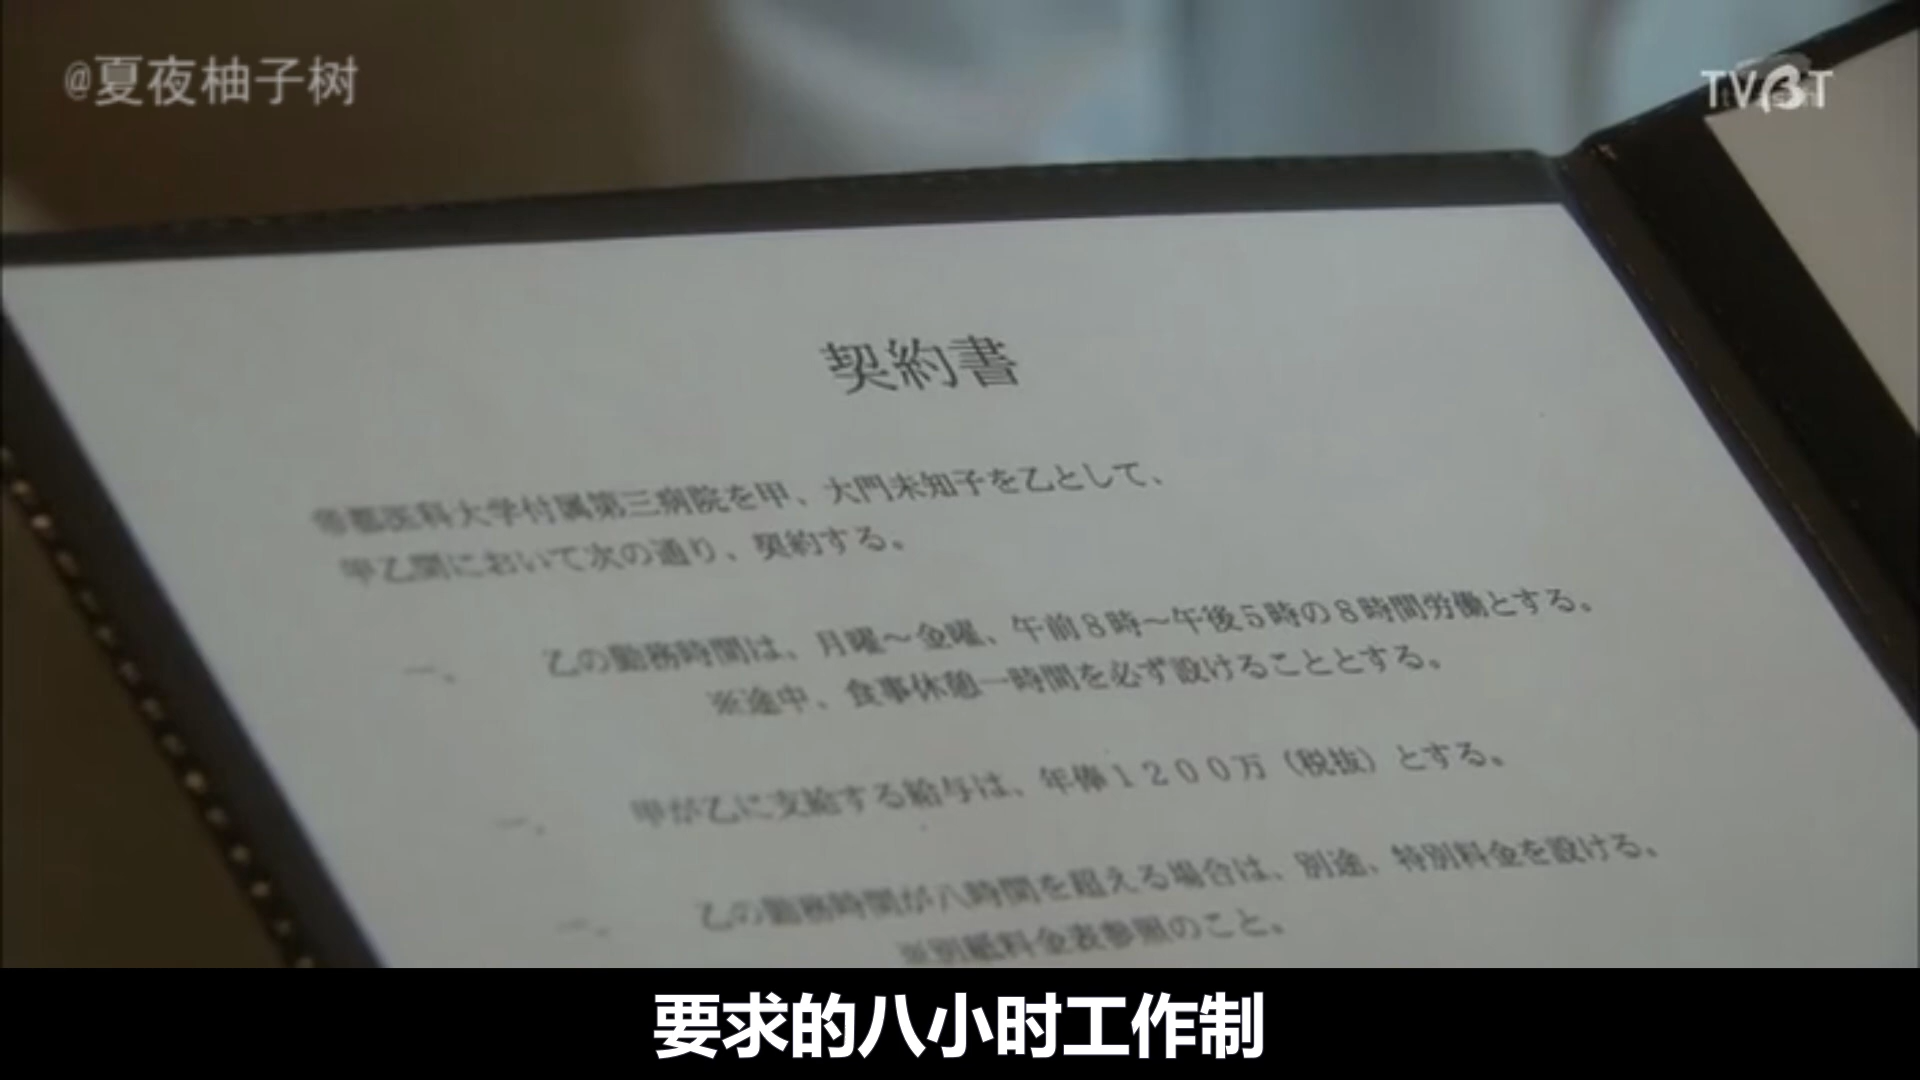 @夏夜柚子树
TVBT
契約書
帝都医科大学付属第三病院を甲、大門未知子を乙として、
甲乙間において次の通り、契約する。
一、 乙の勤務時間は、月曜〜金曜、午前8時〜午後5時の8時間労働とする。
※途中、食事休憩一時間を必ず設けることとする。
一、 甲が乙に支給する給与は、年俸1200万(税抜)とする。
一、 乙の勤務時間が八時間を超える場合は、別途、特別料金を設ける。
※別紙料金表参照のこと。
要求的八小时工作制